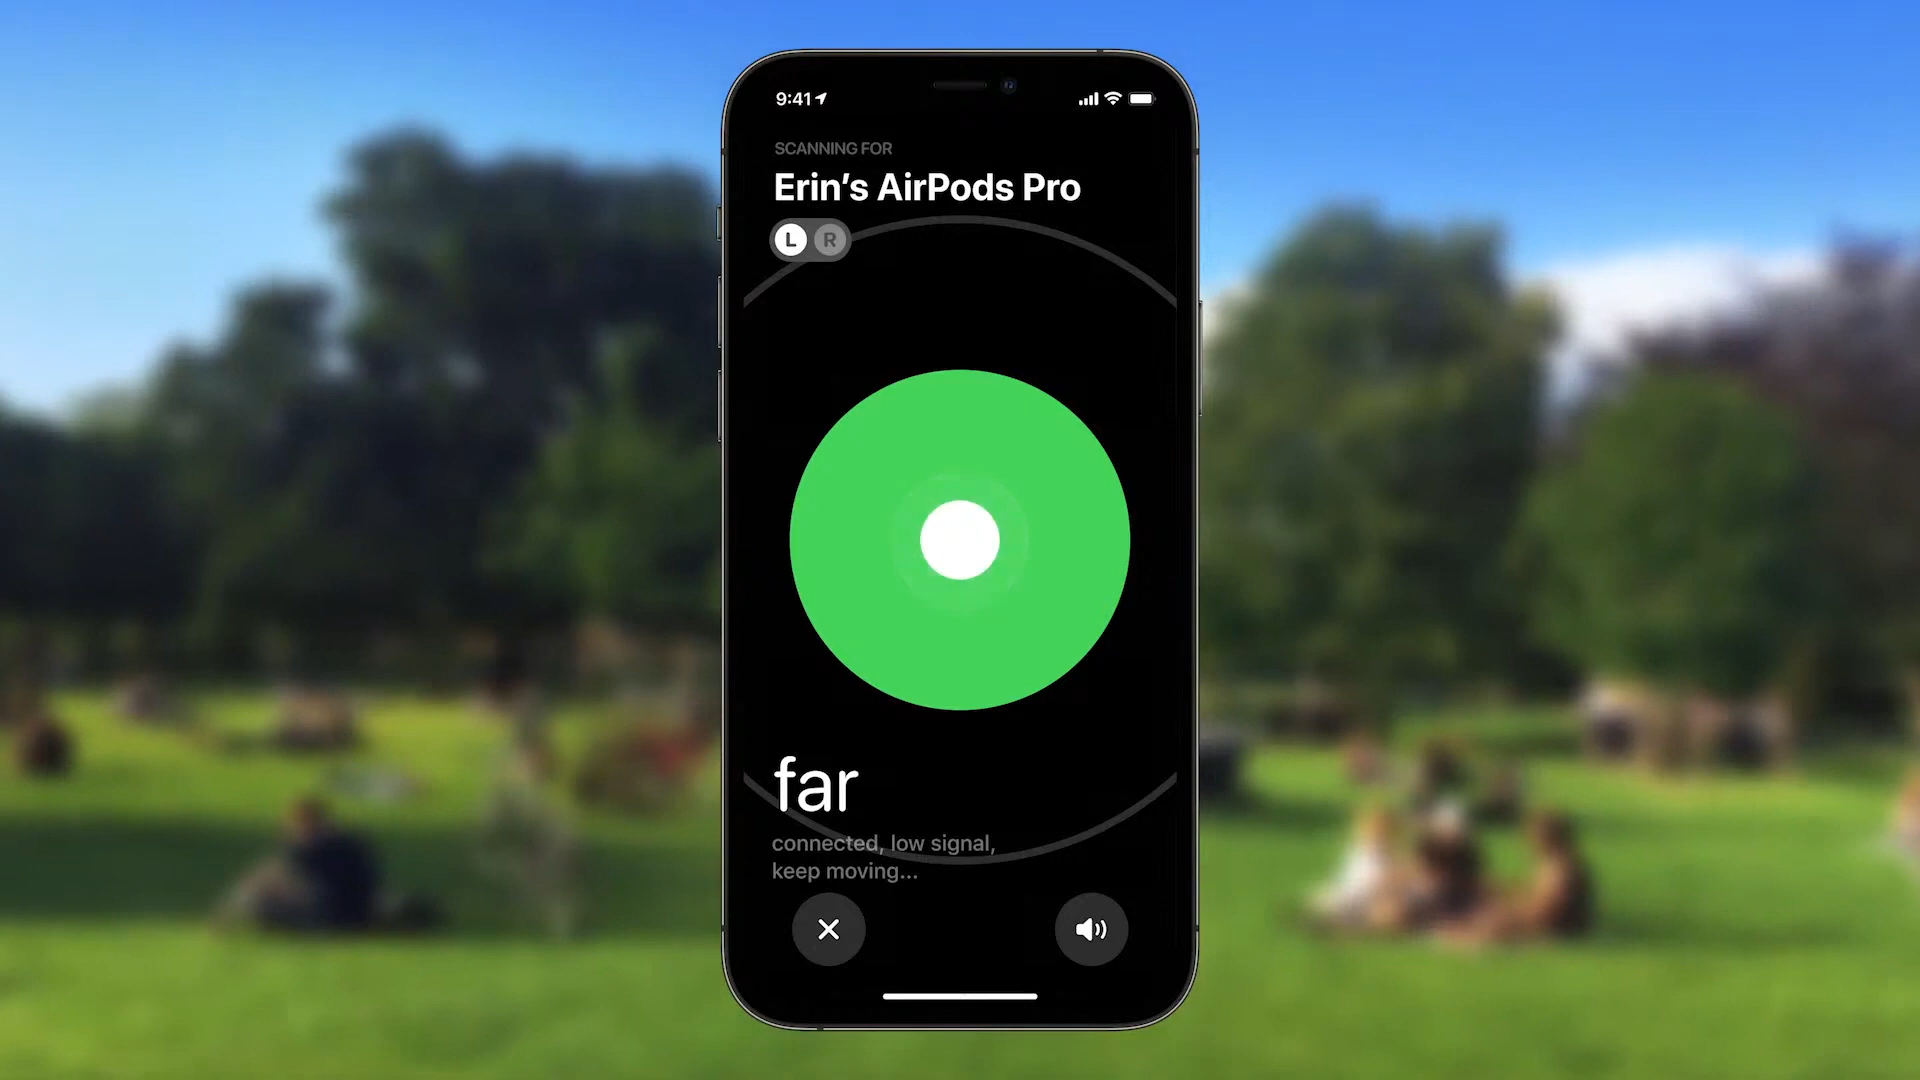 9:41
SCANNING FOR
Erin’s AirPods Pro
L R
far
connected, low signal,
keep moving...